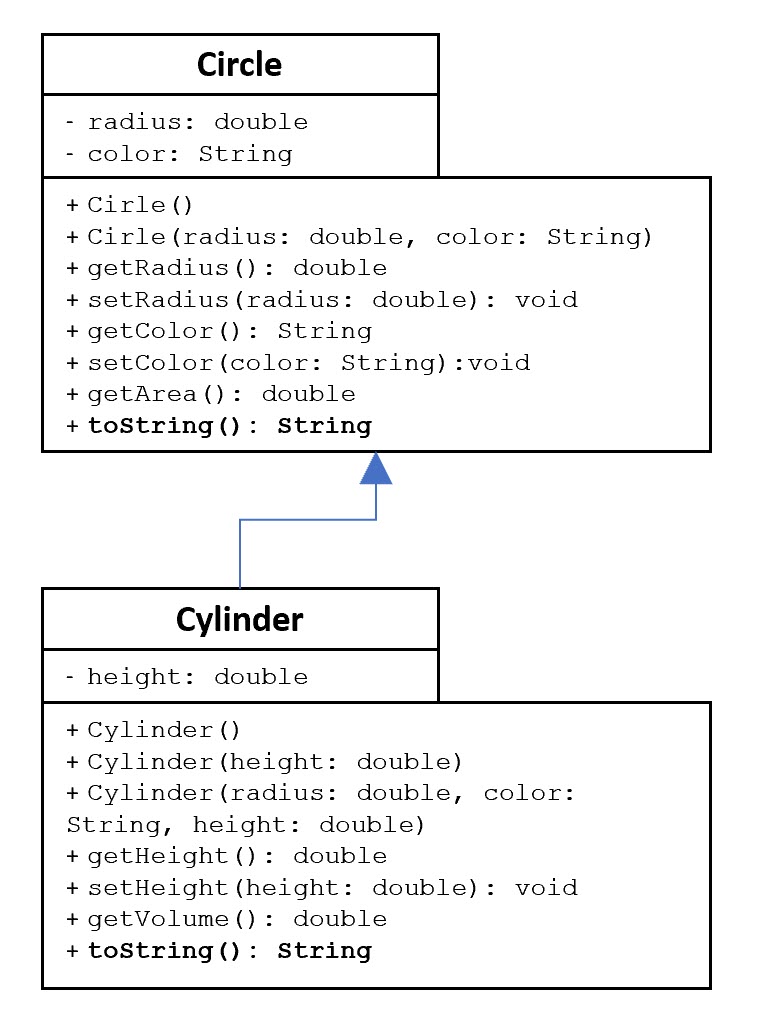 Circle
- radius: double
- color: String
+ Cirle()
+ Cirle(radius: double, color: String)
+ getRadius(): double
+ setRadius(radius: double): void
+ getColor(): String
+ setColor(color: String):void
+ getArea(): double
+ toString(): String
Cylinder
- height: double
+ Cylinder()
+ Cylinder(height: double)
+ Cylinder(radius: double, color:
String, height: double)
+ getHeight(): double
+ setHeight(height: double): void
+ getVolume(): double
+ toString(): String